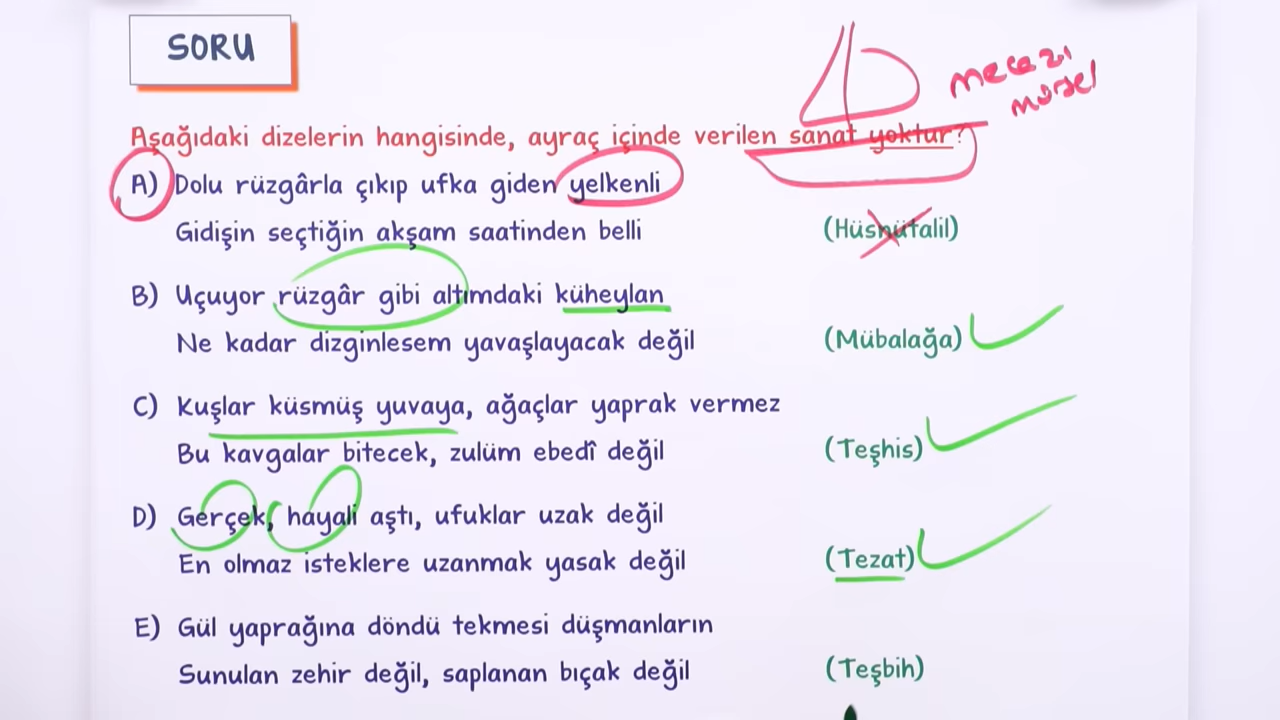 SORU
mecazı
mürsel
Aşağıdaki dizelerin hangisinde, ayraç içinde verilen sanat yoktur?
A) Dolu rüzgârla çıkıp ufka giden yelkenli
Gidişin seçtiğin akşam saatinden belli (Hüsnütalil)
B) Uçuyor rüzgâr gibi altımdaki küheylan
Ne kadar dizginlesem yavaşlayacak değil (Mübalağa)
C) Kuşlar küsmüş yuvaya, ağaçlar yaprak vermez
Bu kavgalar bitecek, zulüm ebedî değil (Teşhis)
D) Gerçek, hayali aştı, ufuklar uzak değil
En olmaz isteklere uzanmak yasak değil (Tezat)
E) Gül yaprağına döndü tekmesi düşmanların
Sunulan zehir değil, saplanan bıçak değil (Teşbih)